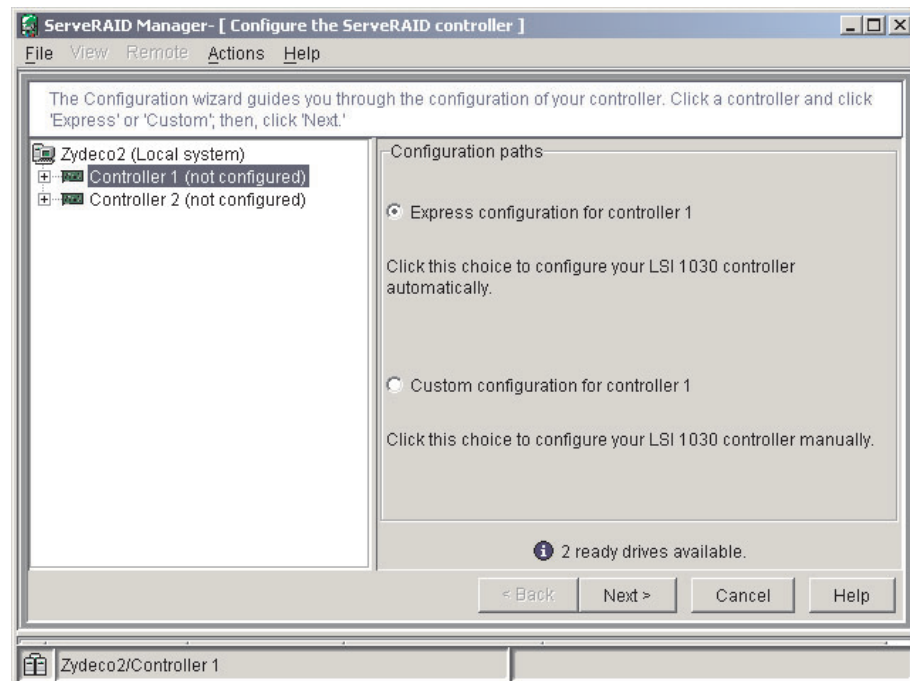 ServeRAID Manager- [ Configure the ServeRAID controller ]
File View Remote Actions Help
The Configuration wizard guides you through the configuration of your controller. Click a controller and click
'Express' or 'Custom'; then, click 'Next.'
Zydeco2 (Local system)
Controller 1 (not configured)
Controller 2 (not configured)
Configuration paths
Express configuration for controller 1
Click this choice to configure your LSI 1030 controller
automatically.
Custom configuration for controller 1
Click this choice to configure your LSI 1030 controller manually.
2 ready drives available.
< Back Next > Cancel Help
Zydeco2/Controller 1